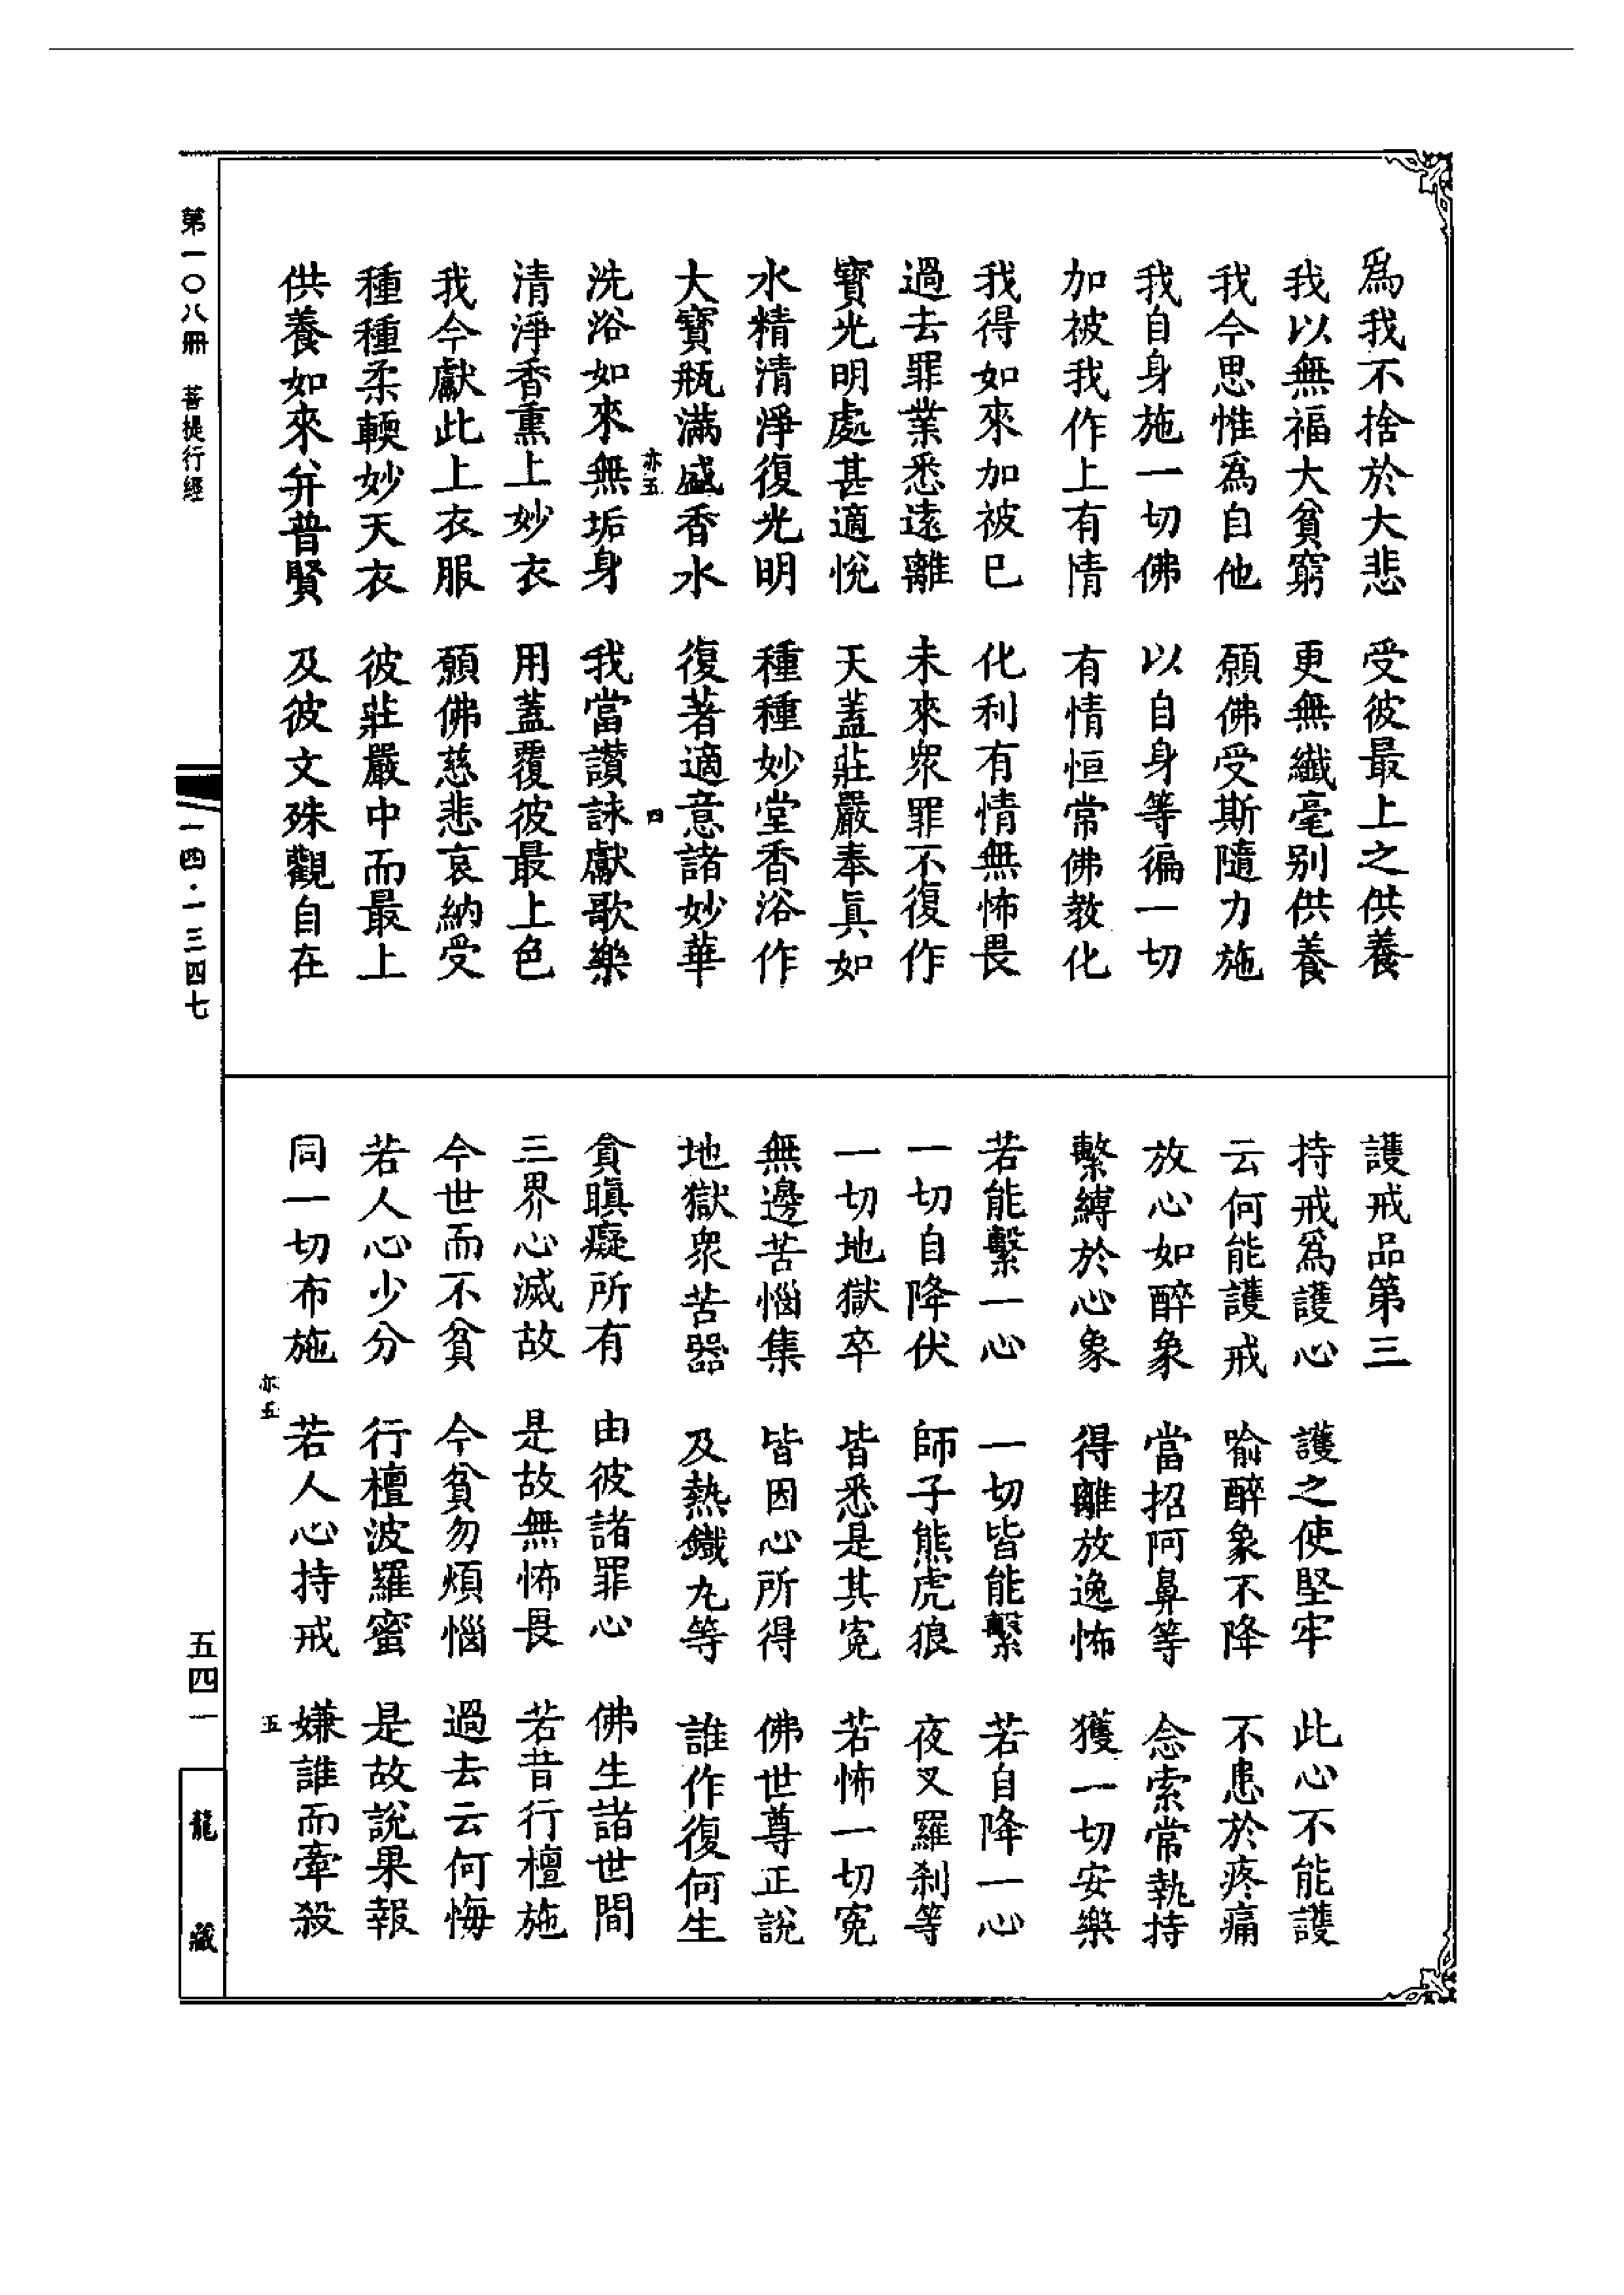 為我不捨於大悲　受彼最上之供養
我以無福大貧窮　更無纖毫別供養
我今思惟為自他　願佛受斯隨力施
我自身施一切佛　以自身等徧一切
加被我作上有情　有情恒常佛教化
我得如來加被已　化利有情無怖畏
過去罪業悉遠離　未來眾罪不復作
寶光明處甚適悅　天蓋莊嚴奉眞如
水精清淨復光明　種種妙堂香浴作
大寶瓶滿盛香水　復著適意諸妙華
亦五　四
洗浴如來無垢身　我當讚詠獻歌樂
清淨香熏上妙衣　用蓋覆彼最上色
我今獻此上衣服　願佛慈悲哀納受
種種柔輭妙天衣　彼莊嚴中而最上
供養如來并普賢　及彼文殊觀自在
護戒品第三
持戒為護心　護之使堅牢　此心不能護
云何能護戒　喻醉象不降　不患於疼痛
放心如醉象　當招阿鼻等　念索常執持
繫縛於心象　得離放逸怖　獲一切安樂
若能繫一心　一切皆能繫　若自降一心
一切自降伏　師子熊虎狼　夜叉羅剎等
一切地獄卒　皆悉是其冤　若怖一切冤
無邊苦惱集　皆因心所得　佛世尊正說
地獄眾苦器　及熱鐵丸等　誰作復何生
貪瞋癡所有　由彼諸罪心　佛生諸世間
三界心滅故　是故無怖畏　若昔行檀施
今世而不貧　今貧勿煩惱　過去云何悔
若人心少分　行檀波羅蜜　是故說果報
同一切布施　若人心持戒　嫌誰而牽殺
亦五　五
第一〇八冊　菩提行經
一四・一三四七
五四一
龍藏